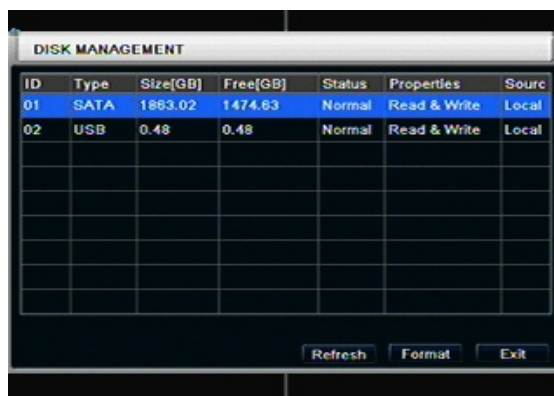 DISK MANAGEMENT
ID Type Size[GB] Free[GB] Status Properties Sourc
01 SATA 1863.02 1474.63 Normal Read & Write Local
02 USB 0.48 0.48 Normal Read & Write Local
Refresh Format Exit